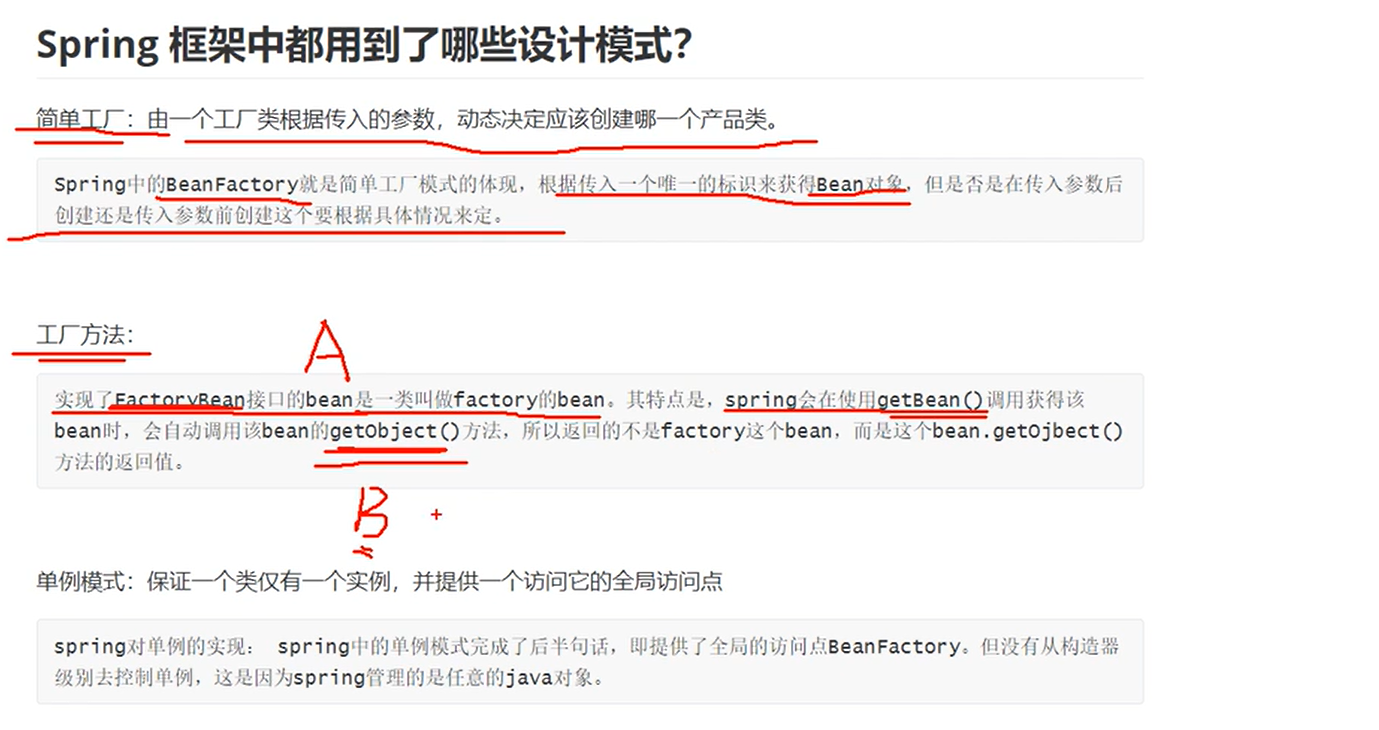 Spring 框架中都用到了哪些设计模式?
简单工厂：由一个工厂类根据传入的参数，动态决定应该创建哪一个产品类。
Spring中的BeanFactory就是简单工厂模式的体现，根据传入一个唯一的标识来获得Bean对象，但是否是在传入参数后
创建还是传入参数前创建这个要根据具体情况来定。
工厂方法：
A
实现了FactoryBean接口的bean是一类叫做factory的bean。其特点是，spring会在使用getBean()调用获得该
bean时，会自动调用该bean的getObject()方法，所以返回的不是factory这个bean，而是这个bean.getOjbect()
方法的返回值。
B
单例模式：保证一个类仅有一个实例，并提供一个访问它的全局访问点
spring对单例的实现： spring中的单例模式完成了后半句话，即提供了全局的访问点BeanFactory。但没有从构造器
级别去控制单例，这是因为spring管理的是任意的java对象。